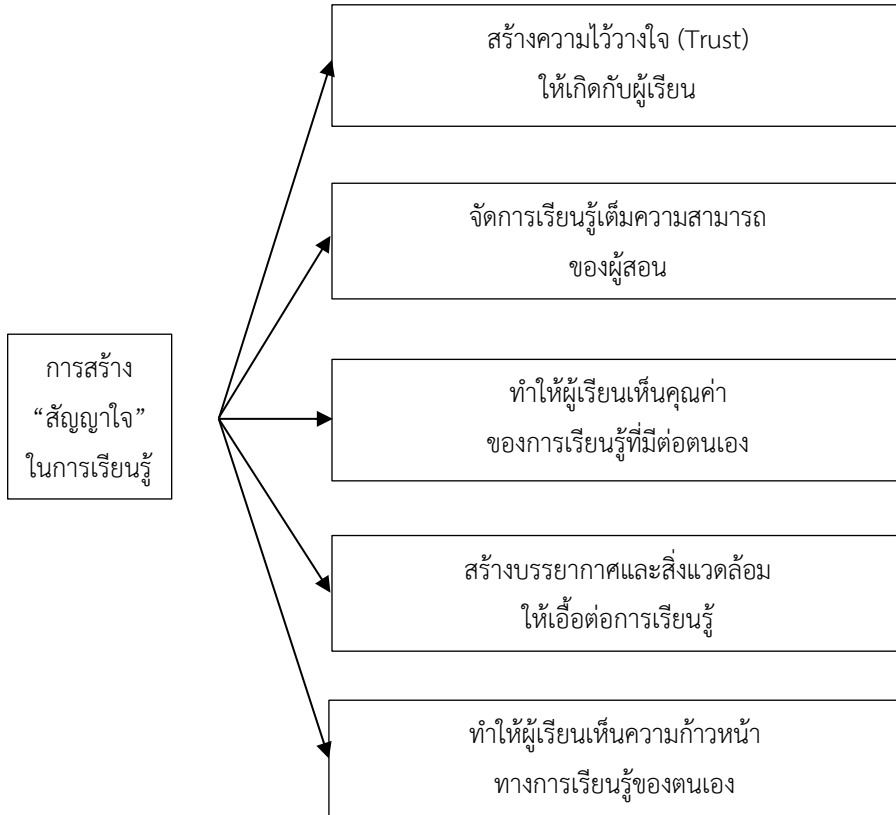 สร้างความไว้วางใจ (Trust)
ให้เกิดกับผู้เรียน
จัดการเรียนรู้เต็มความสามารถ
ของผู้สอน
การสร้าง
“สัญญาใจ”
ในการเรียนรู้
ทำให้ผู้เรียนเห็นคุณค่า
ของการเรียนรู้ที่มีต่อตนเอง
สร้างบรรยากาศและสิ่งแวดล้อม
ให้เอื้อต่อการเรียนรู้
ทำให้ผู้เรียนเห็นความก้าวหน้า
ทางการเรียนรู้ของตนเอง